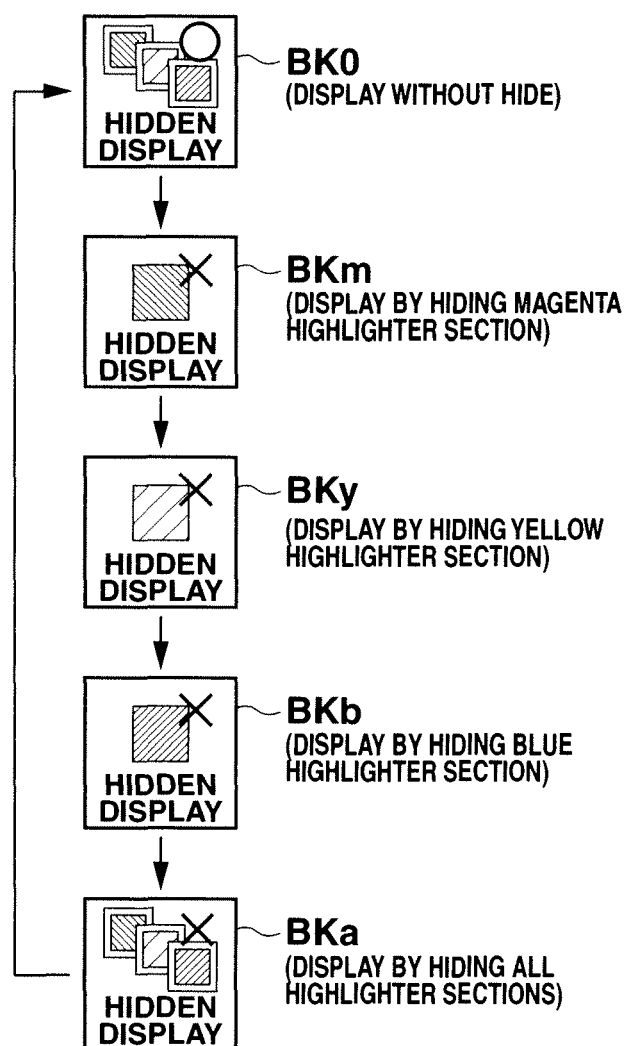 HIDDEN
DISPLAY
BK0
(DISPLAY WITHOUT HIDE)
HIDDEN
DISPLAY
BKm
(DISPLAY BY HIDING MAGENTA
HIGHLIGHTER SECTION)
HIDDEN
DISPLAY
BKy
(DISPLAY BY HIDING YELLOW
HIGHLIGHTER SECTION)
HIDDEN
DISPLAY
BKb
(DISPLAY BY HIDING BLUE
HIGHLIGHTER SECTION)
HIDDEN
DISPLAY
BKa
(DISPLAY BY HIDING ALL
HIGHLIGHTER SECTIONS)